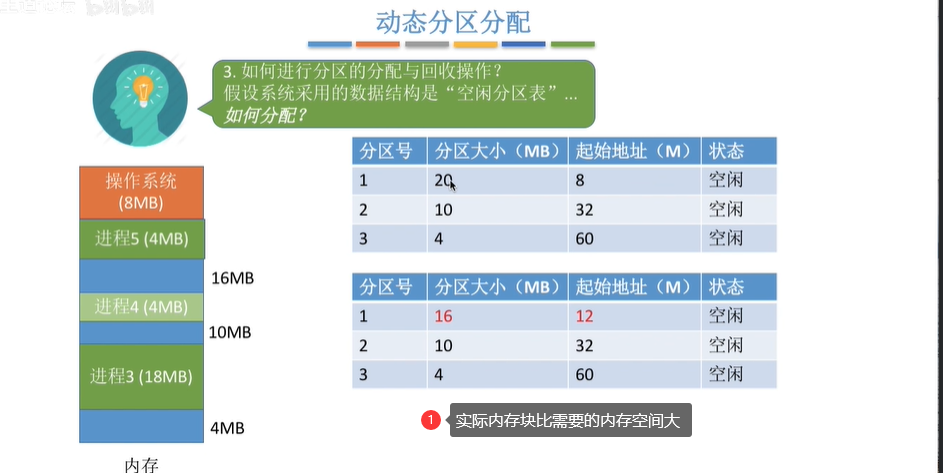 动态分区分配
3. 如何进行分区的分配与回收操作？
假设系统采用的数据结构是“空闲分区表”...
如何分配？
分区号 分区大小（MB） 起始地址（M） 状态
1 20 8 空闲
2 10 32 空闲
3 4 60 空闲
操作系统
(8MB)
进程5 (4MB)
16MB
进程4 (4MB)
10MB
进程3 (18MB)
4MB
内存
分区号 分区大小（MB） 起始地址（M） 状态
1 16 12 空闲
2 10 32 空闲
3 4 60 空闲
1 实际内存块比需要的内存空间大